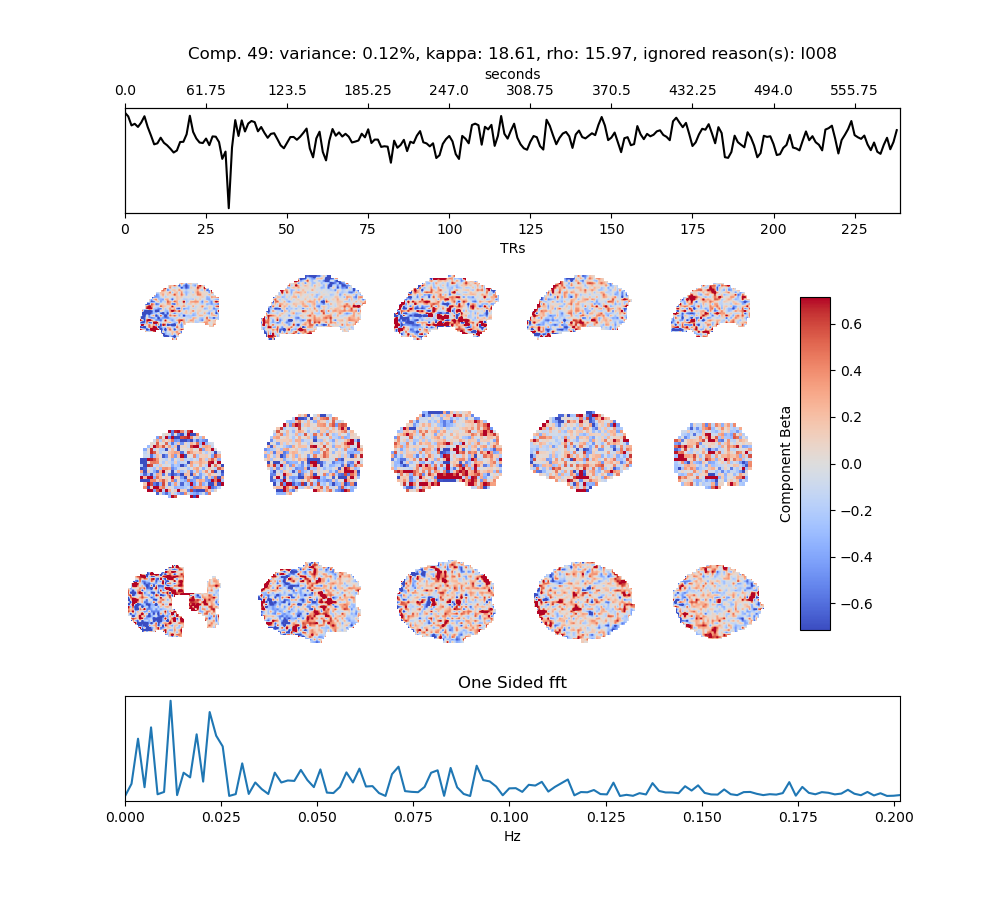 Comp. 49: variance: 0.12%, kappa: 18.61, rho: 15.97, ignored reason(s): I008
seconds
0.0 61.75 123.5 185.25 247.0 308.75 370.5 432.25 494.0 555.75
0 25 50 75 100 125 150 175 200 225
TRs
0.6
0.4
0.2
0.0
−0.2
−0.4
−0.6
Component Beta
One Sided fft
0.000 0.025 0.050 0.075 0.100 0.125 0.150 0.175 0.200
Hz